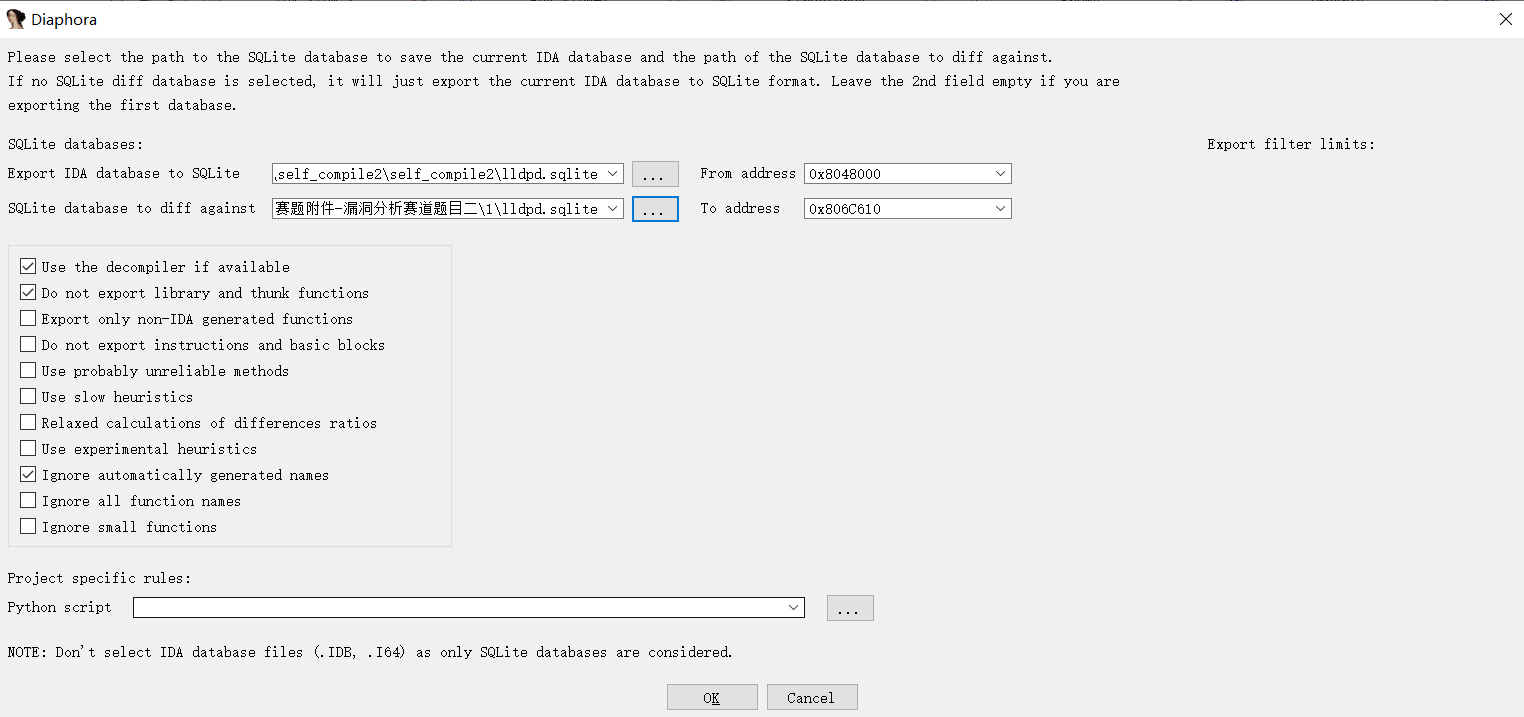 Diaphora
Please select the path to the SQLite database to save the current IDA database and the path of the SQLite database to diff against.
If no SQLite diff database is selected, it will just export the current IDA database to SQLite format. Leave the 2nd field empty if you are
exporting the first database.
SQLite databases:
Export filter limits:
Export IDA database to SQLite
\self_compile2\self_compile2\lldpd.sqlite
...
From address
0x8048000
SQLite database to diff against
赛题附件-漏洞分析赛道题目二\1\lldpd.sqlite
...
To address
0x806C610
Use the decompiler if available
Do not export library and thunk functions
Export only non-IDA generated functions
Do not export instructions and basic blocks
Use probably unreliable methods
Use slow heuristics
Relaxed calculations of differences ratios
Use experimental heuristics
Ignore automatically generated names
Ignore all function names
Ignore small functions
Project specific rules:
Python script
...
NOTE: Don't select IDA database files (.IDB, .I64) as only SQLite databases are considered.
OK
Cancel